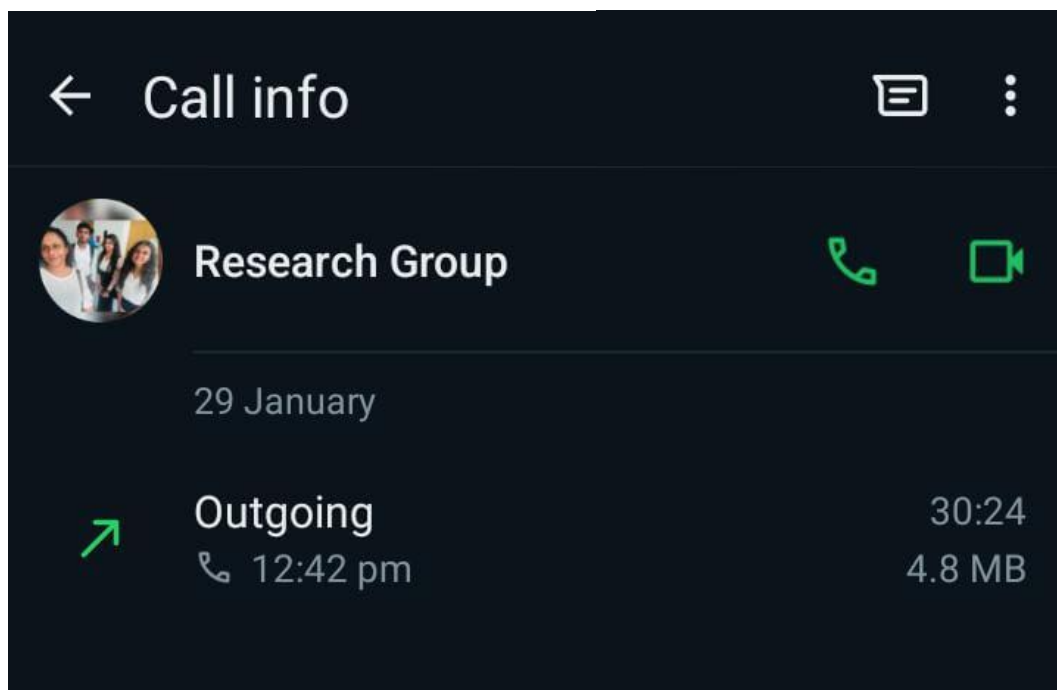 Call info
Research Group
29 January
Outgoing 30:24
12:42 pm 4.8 MB